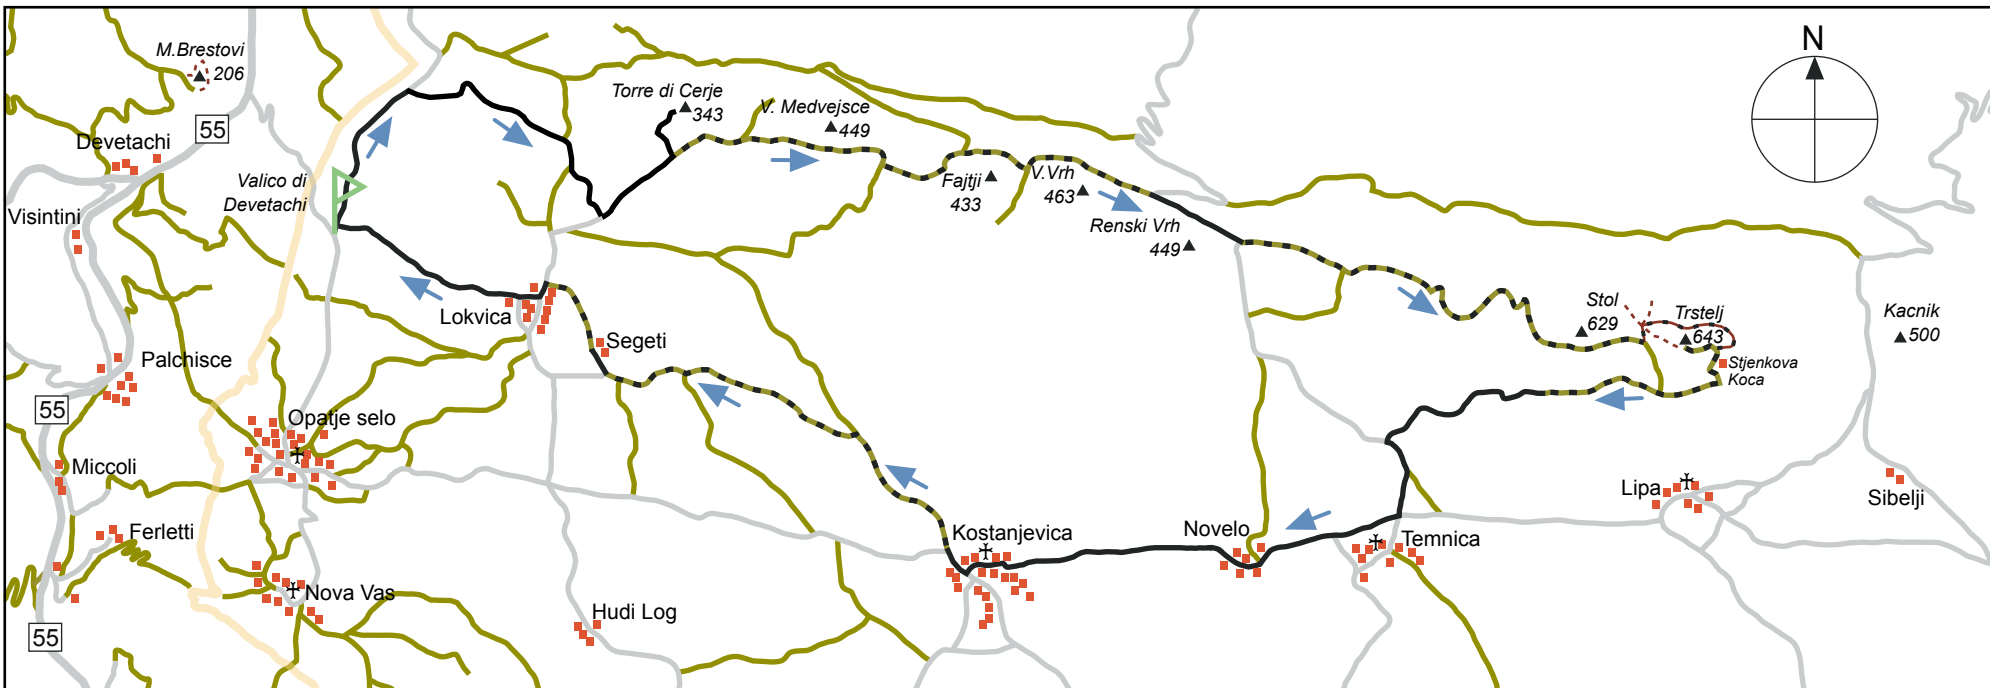 M.Brestovi
206
55
Devetachi
Visintini
Valico di
Devetachi
Torre di Cerje
343
V. Medvejsce
449
N
Fajtji
433
V.Vrh
463
Renski Vrh
449
Stol
629
Trstelj
643
Stjenkova
Koca
Kacnik
500
Lokvica
Segeti
Palchisce
55
Opatje selo
Miccoli
Ferletti
Nova Vas
55
Hudi Log
Kostanjevica
Novelo
Temnica
Lipa
Sibelji